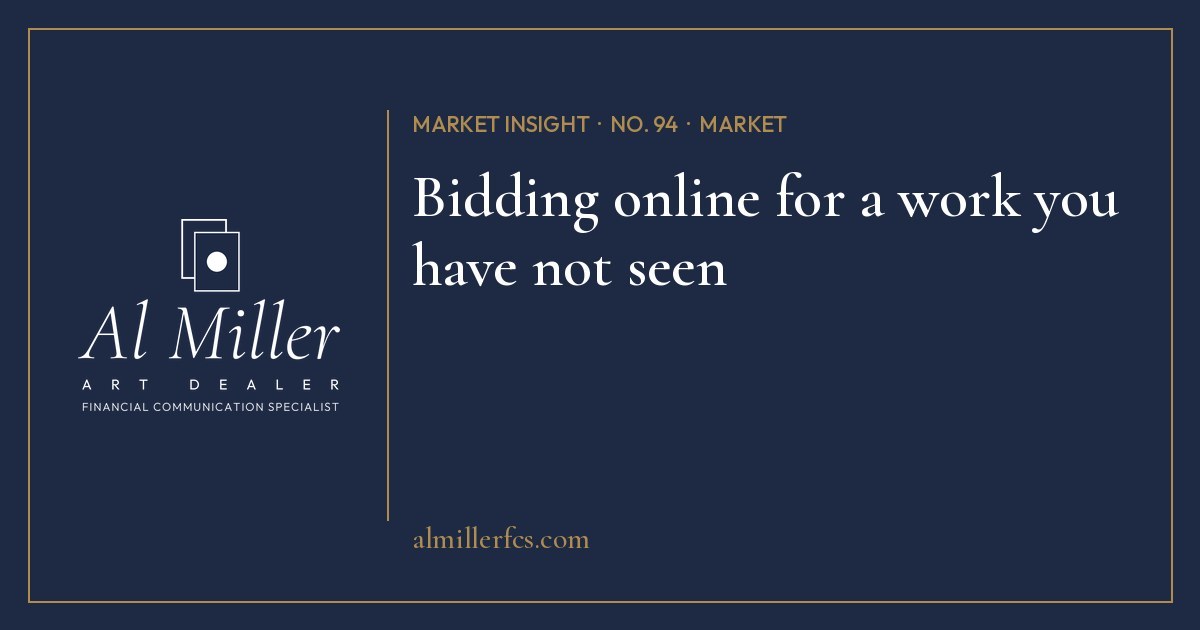 Al Miller
ART DEALER
FINANCIAL COMMUNICATION SPECIALIST
MARKET INSIGHT · NO. 94 · MARKET
Bidding online for a work you
have not seen
almillerfcs.com